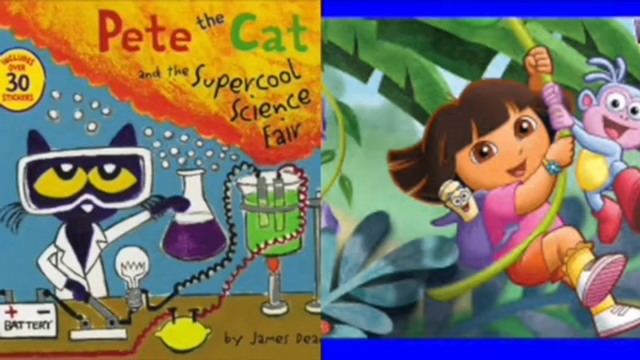 Pete the Cat
and the Supercool
Science
Fair
INCLUDES
OVER
30
STICKERS
+ -
BATTERY
by James Dea